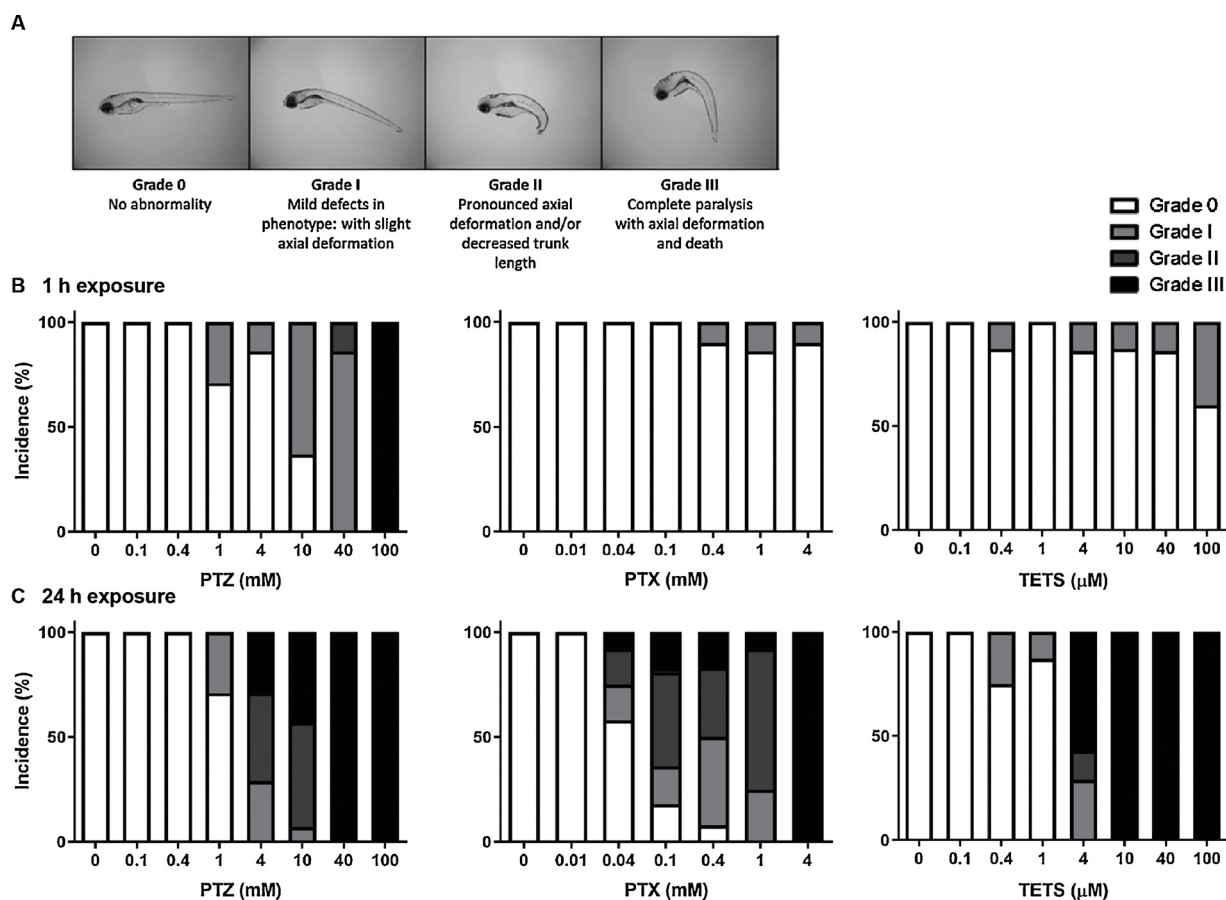 A
Grade 0
No abnormality
Grade I
Mild defects in
phenotype: with slight
axial deformation
Grade II
Pronounced axial
deformation and/or
decreased trunk
length
Grade III
Complete paralysis
with axial deformation
and death
Grade 0
Grade I
Grade II
Grade III
B 1 h exposure
Incidence (%)
100
50
0
0 0.1 0.4 1 4 10 40 100
PTZ (mM)
100
50
0
0 0.01 0.04 0.1 0.4 1 4
PTX (mM)
100
50
0
0 0.1 0.4 1 4 10 40 100
TETS (μM)
C 24 h exposure
Incidence (%)
100
50
0
0 0.1 0.4 1 4 10 40 100
PTZ (mM)
100
50
0
0 0.01 0.04 0.1 0.4 1 4
PTX (mM)
100
50
0
0 0.1 0.4 1 4 10 40 100
TETS (μM)